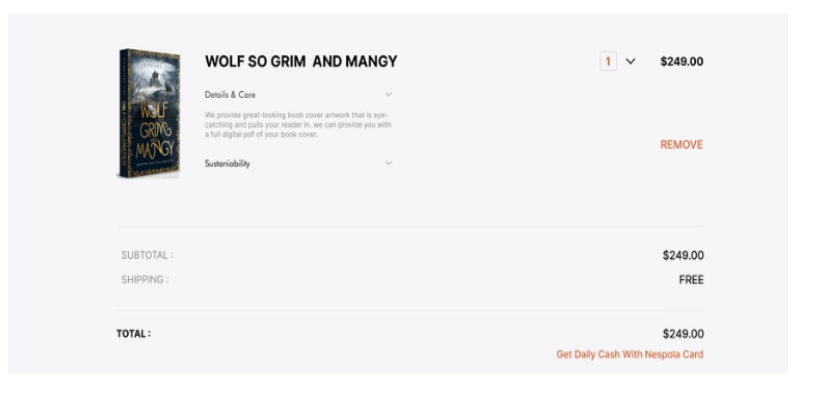 WOLF SO GRIM AND MANGY
1
$249.00
Details & Care
We provide great-looking book cover artwork that is eye-
catching and pulls your reader in. we can provide you with
a full digital pdf of your book cover.
REMOVE
Sustaniability
WOLF
GRIM
MANGY
SUBTOTAL :
$249.00
SHIPPING :
FREE
TOTAL :
$249.00
Get Daily Cash With Nespola Card